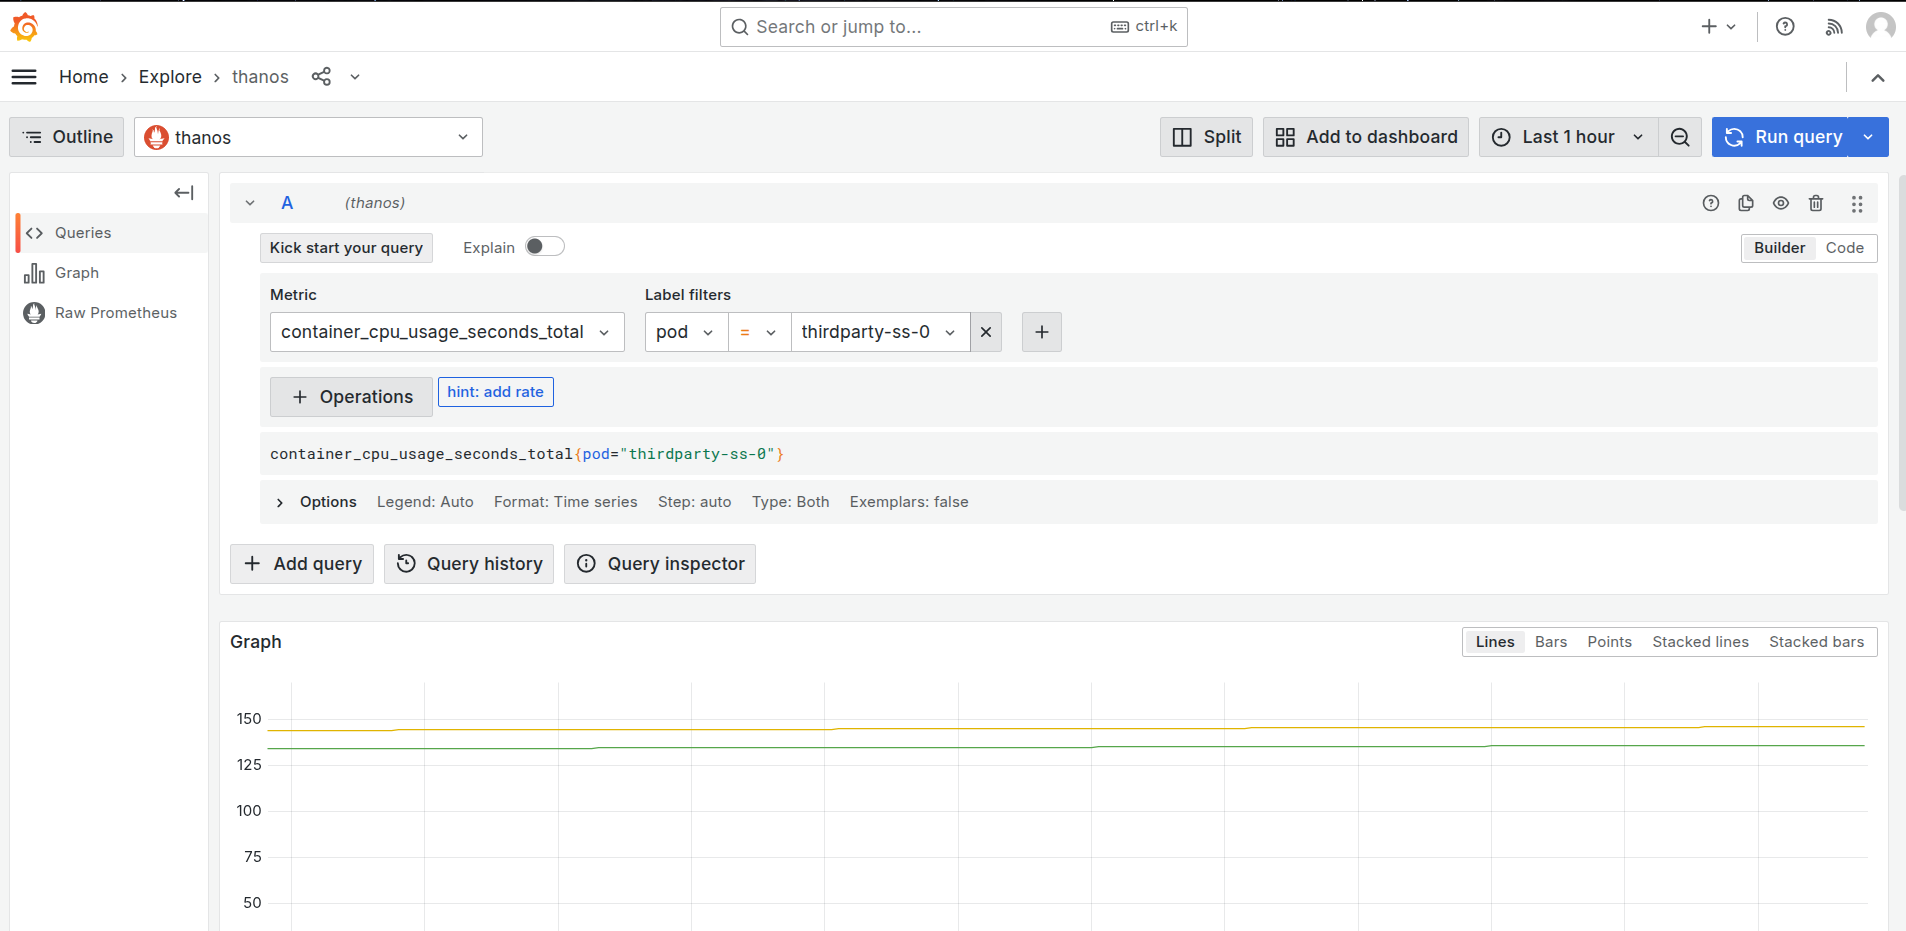 Search or jump to...
ctrl+k
Home
Explore
thanos
Outline
thanos
Split
Add to dashboard
Last 1 hour
Run query
Queries
Graph
Raw Prometheus
A
(thanos)
Kick start your query
Explain
Builder
Code
Metric
Label filters
container_cpu_usage_seconds_total
pod
=
thirdparty-ss-0
Operations
hint: add rate
container_cpu_usage_seconds_total{pod="thirdparty-ss-0"}
Options Legend: Auto Format: Time series Step: auto Type: Both Exemplars: false
Add query
Query history
Query inspector
Graph
Lines
Bars
Points
Stacked lines
Stacked bars
150
125
100
75
50